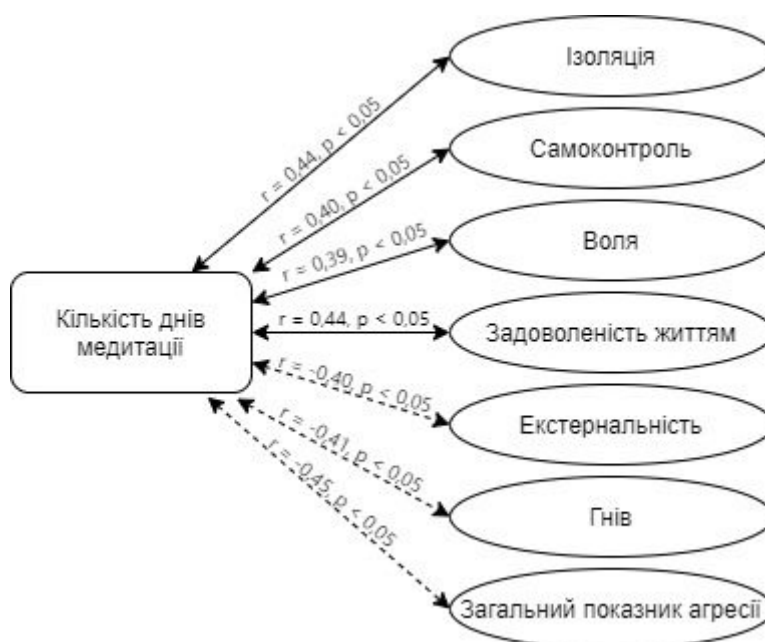 Ізоляція
r = 0,44, p < 0,05
Самоконтроль
r = 0,40, p < 0,05
Воля
r = 0,39, p < 0,05
Кількість днів
медитації
r = 0,44, p < 0,05
Задоволеність життям
r = -0,40, p < 0,05
Екстернальність
r = -0,41, p < 0,05
Гнів
r = -0,45, p < 0,05
Загальний показник агресії